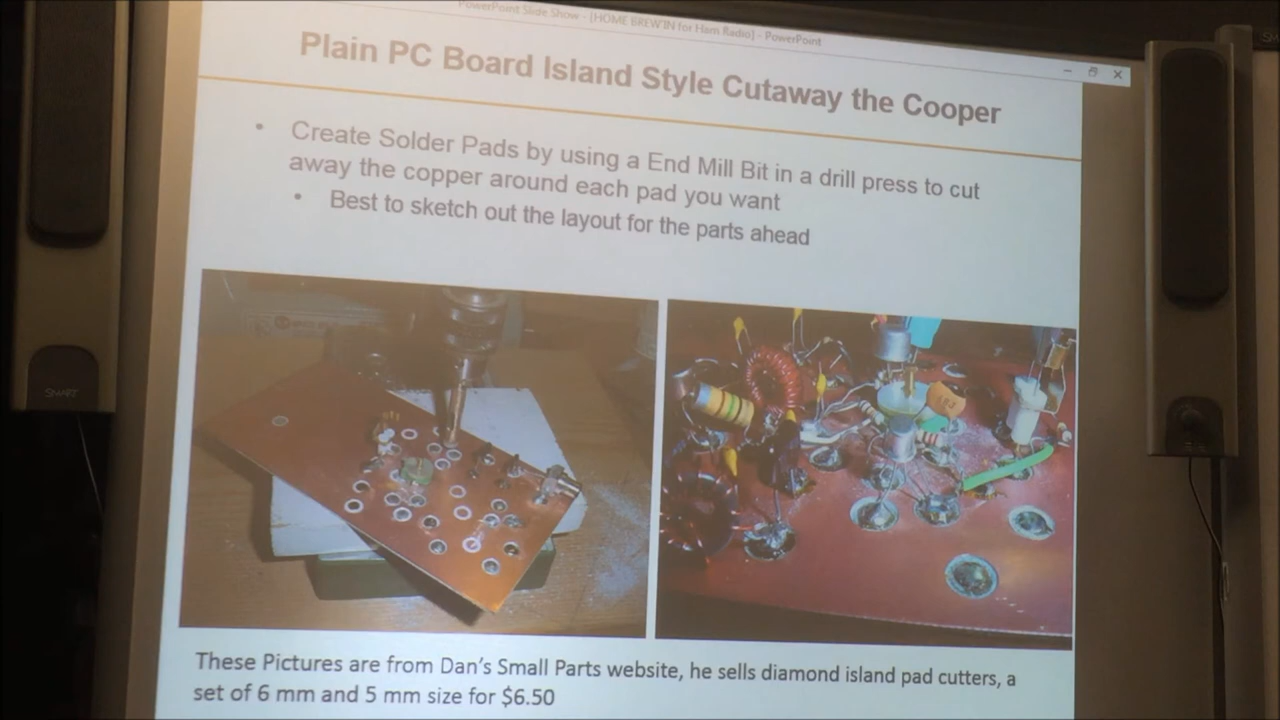 PowerPoint Slide Show - [HOME BREW'IN for Ham Radio] - PowerPoint
Plain PC Board Island Style Cutaway the Cooper
• Create Solder Pads by using a End Mill Bit in a drill press to cut
away the copper around each pad you want
• Best to sketch out the layout for the parts ahead
These Pictures are from Dan's Small Parts website, he sells diamond island pad cutters, a
set of 6 mm and 5 mm size for $6.50
SMART